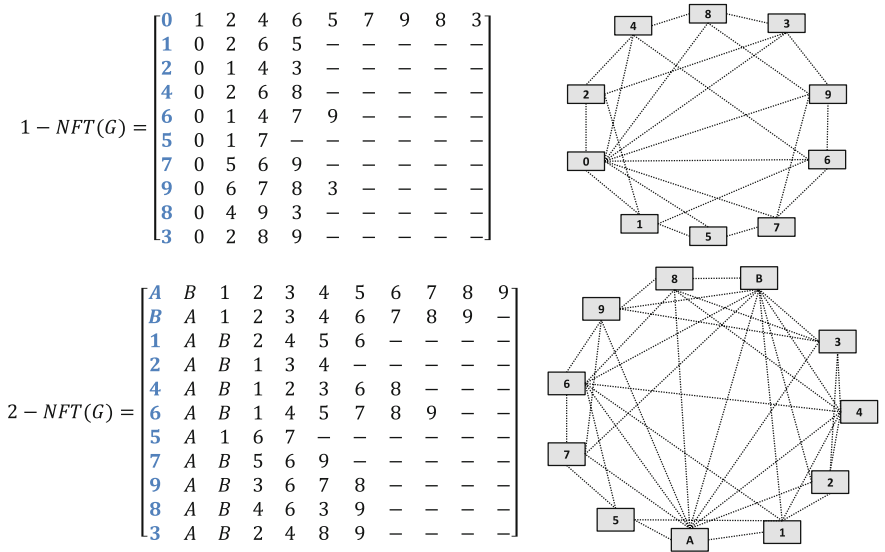 0 1 2 4 6 5 7 9 8 3
1 0 2 6 5 – – – – –
2 0 1 4 3 – – – – –
4 0 2 6 8 – – – – –
1 − NFT(G) = 6 0 1 4 7 9 – – – –
5 0 1 7 – – – – – –
7 0 5 6 9 – – – – –
9 0 6 7 8 3 – – – –
8 0 4 9 3 – – – – –
3 0 2 8 9 – – – – –
8
4 3
2 9
0 6
1 7
5
A B 1 2 3 4 5 6 7 8 9
B A 1 2 3 4 6 7 8 9 –
1 A B 2 4 5 6 – – – –
2 A B 1 3 4 – – – – –
4 A B 1 2 3 6 8 – – –
2 − NFT(G) = 6 A B 1 4 5 7 8 9 – –
5 A 1 6 7 – – – – – –
7 A B 5 6 9 – – – – –
9 A B 3 6 7 8 – – – –
8 A B 4 6 3 9 – – – –
3 A B 2 4 8 9 – – – –
8 B
9
3
6
4
7
2
5
1
A